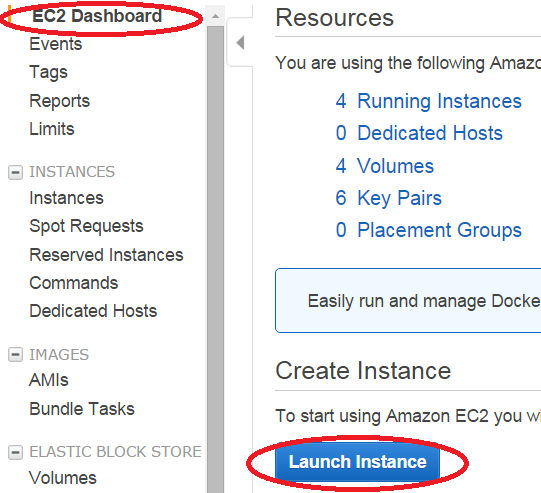 EC2 Dashboard
Events
Tags
Reports
Limits
INSTANCES
Instances
Spot Requests
Reserved Instances
Commands
Dedicated Hosts
IMAGES
AMIs
Bundle Tasks
ELASTIC BLOCK STORE
Volumes
Resources
You are using the following Amazo
4 Running Instances
0 Dedicated Hosts
4 Volumes
6 Key Pairs
0 Placement Groups
Easily run and manage Docke
Create Instance
To start using Amazon EC2 you wi
Launch Instance